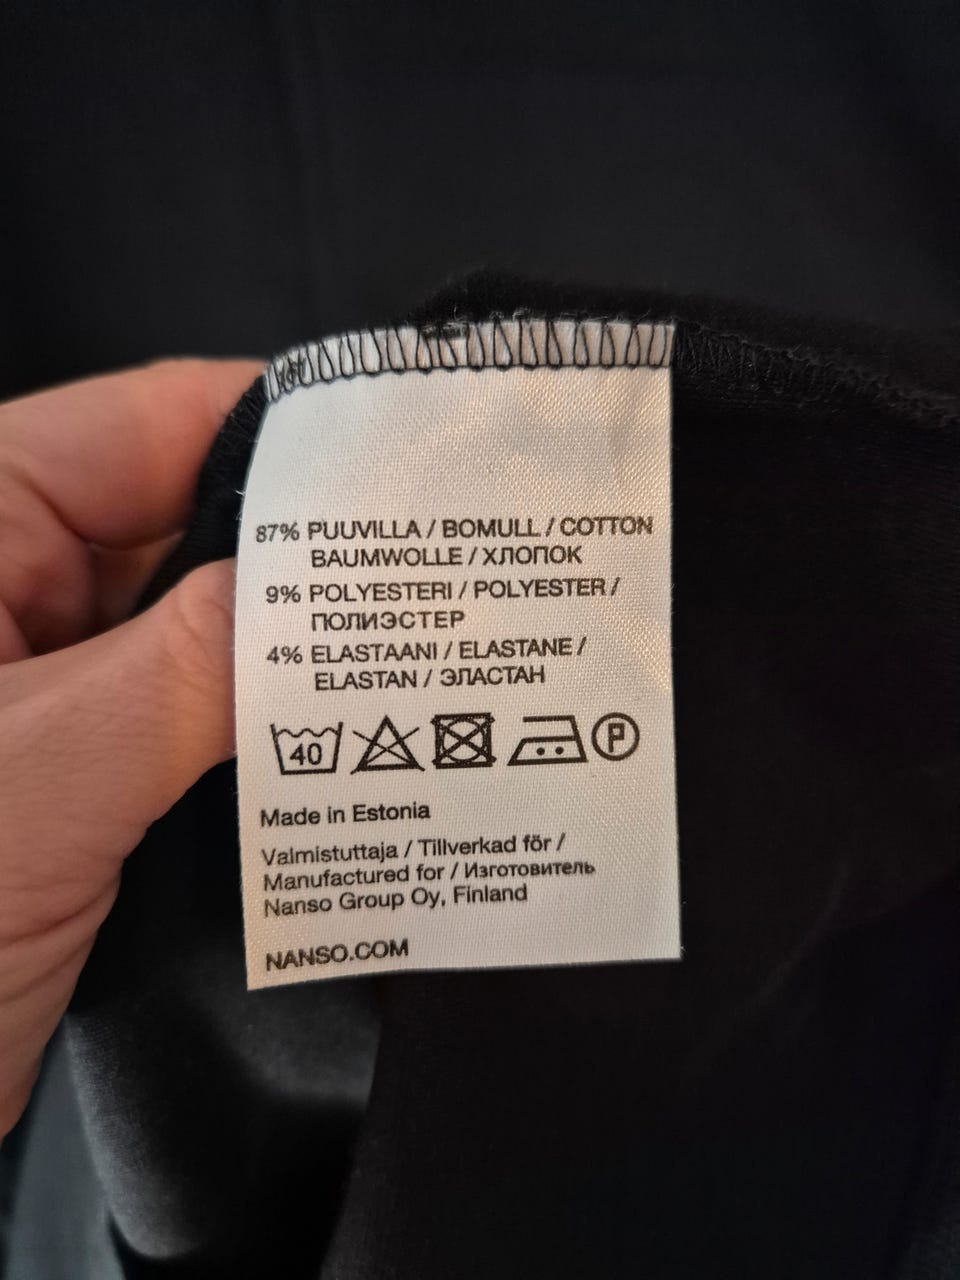 87% PUUVILLA / BOMULL / COTTON
BAUMWOLLE / ХЛОПОК
9% POLYESTERI / POLYESTER /
ПОЛИЭСТЕР
4% ELASTAANI / ELASTANE /
ELASTAN / ЭЛАСТАН
40
P
Made in Estonia
Valmistuttaja / Tillverkad för /
Manufactured for / Изготовитель
Nanso Group Oy, Finland
NANSO.COM